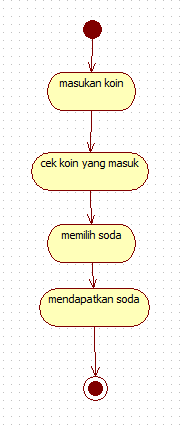 masukan koin
cek koin yang masuk
memilih soda
mendapatkan soda